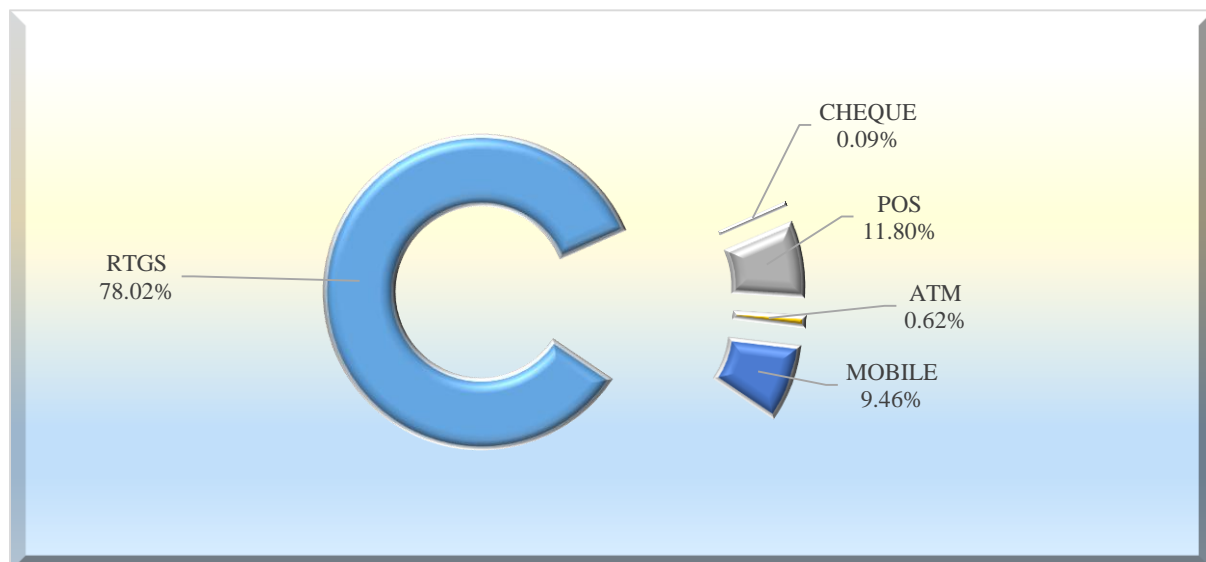 CHEQUE
0.09%
POS
11.80%
RTGS
78.02%
ATM
0.62%
MOBILE
9.46%